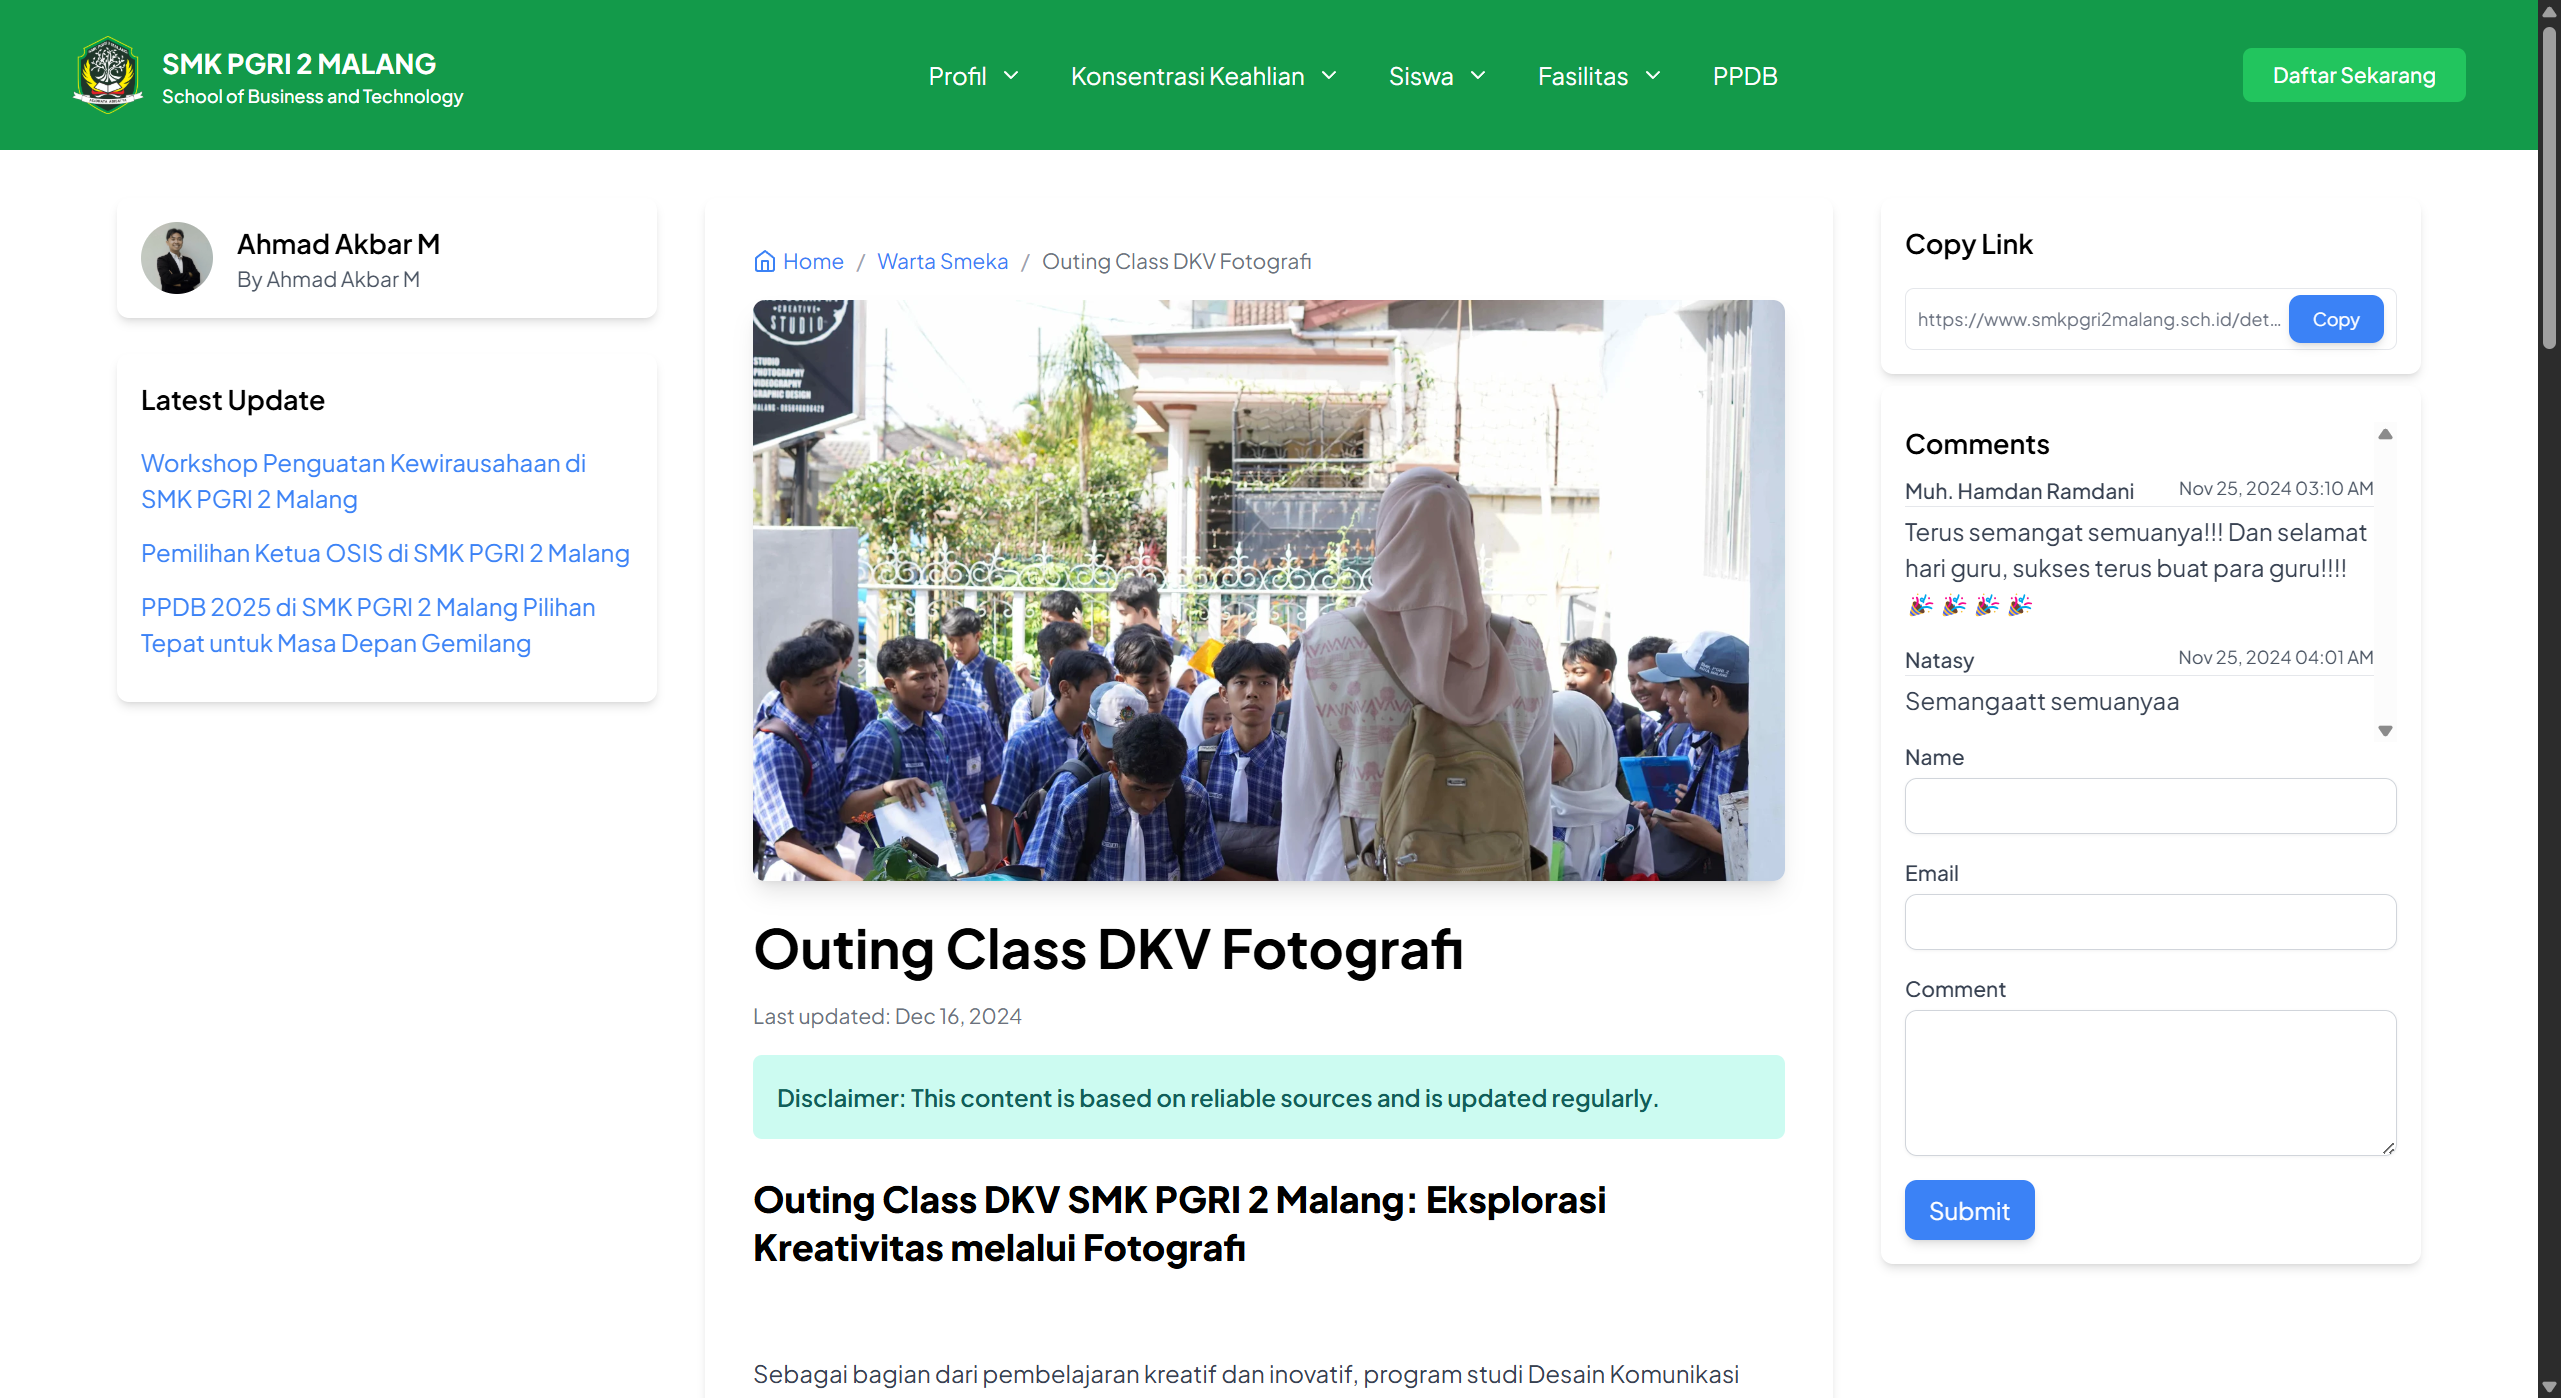 SMK PGRI 2 MALANG
School of Business and Technology
Profil
Konsentrasi Keahlian
Siswa
Fasilitas
PPDB
Daftar Sekarang
Ahmad Akbar M
By Ahmad Akbar M
Latest Update
Workshop Penguatan Kewirausahaan di
SMK PGRI 2 Malang
Pemilihan Ketua OSIS di SMK PGRI 2 Malang
PPDB 2025 di SMK PGRI 2 Malang Pilihan
Tepat untuk Masa Depan Gemilang
Home / Warta Smeka / Outing Class DKV Fotografi
-CREATIVE-
STUDIO
STUDIO
PHOTOGRAPHY
VIDEOGRAPHY
GRAPHIC DESIGN
Outing Class DKV Fotografi
Last updated: Dec 16, 2024
Disclaimer: This content is based on reliable sources and is updated regularly.
Outing Class DKV SMK PGRI 2 Malang: Eksplorasi
Kreativitas melalui Fotografi
Sebagai bagian dari pembelajaran kreatif dan inovatif, program studi Desain Komunikasi
Copy Link
https://www.smkpgri2malang.sch.id/det...
Copy
Comments
Muh. Hamdan Ramdani Nov 25, 2024 03:10 AM
Terus semangat semuanya!!! Dan selamat
hari guru, sukses terus buat para guru!!!!
🎉 🎉 🎉 🎉
Natasy Nov 25, 2024 04:01 AM
Semangaatt semuanyaa
Name
Email
Comment
Submit